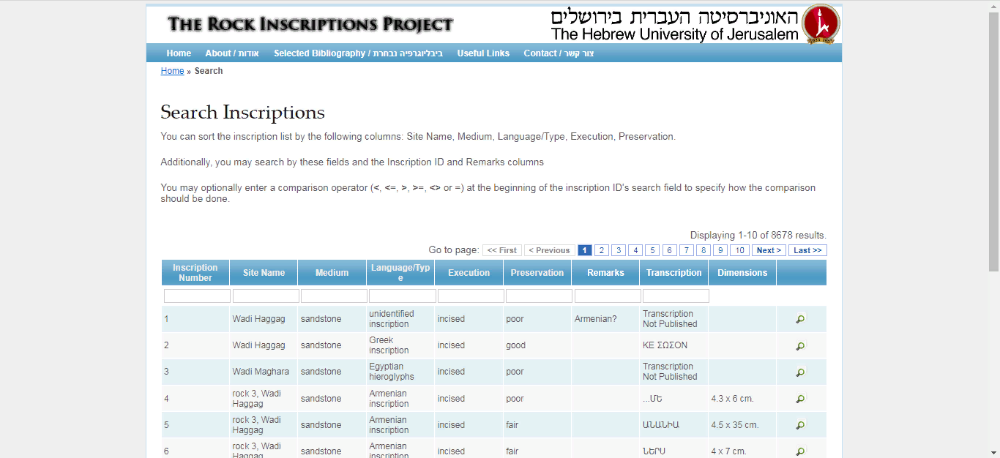 THE ROCK INSCRIPTIONS PROJECT
האוניברסיטה העברית בירושלים
The Hebrew University of Jerusalem
Home About / אודות Selected Bibliography / ביבליוגרפיה נבחרת Useful Links Contact / צור קשר
Home » Search
Search Inscriptions
You can sort the inscription list by the following columns: Site Name, Medium, Language/Type, Execution, Preservation.
Additionally, you may search by these fields and the Inscription ID and Remarks columns
You may optionally enter a comparison operator (<, <=, >, >=, <> or =) at the beginning of the inscription ID's search field to specify how the comparison
should be done.
Displaying 1-10 of 8678 results.
Go to page: << First < Previous 1 2 3 4 5 6 7 8 9 10 Next > Last >>
Inscription Number Site Name Medium Language/Type Execution Preservation Remarks Transcription Dimensions
1 Wadi Haggag sandstone unidentified inscription incised poor Armenian? Transcription Not Published
2 Wadi Haggag sandstone Greek inscription incised good ΚΕ ΣΩΣΟΝ
3 Wadi Maghara sandstone Egyptian hieroglyphs incised poor Transcription Not Published
4 rock 3, Wadi Haggag sandstone Armenian inscription incised poor ...ՄԵ 4.3 x 6 cm.
5 rock 3, Wadi Haggag sandstone Armenian inscription incised fair ԱՆԱՆԻԱ 4.5 x 35 cm.
6 rock 3, Wadi Haggag sandstone Armenian inscription incised fair ՆԵՐՍ 4 x 7 cm.